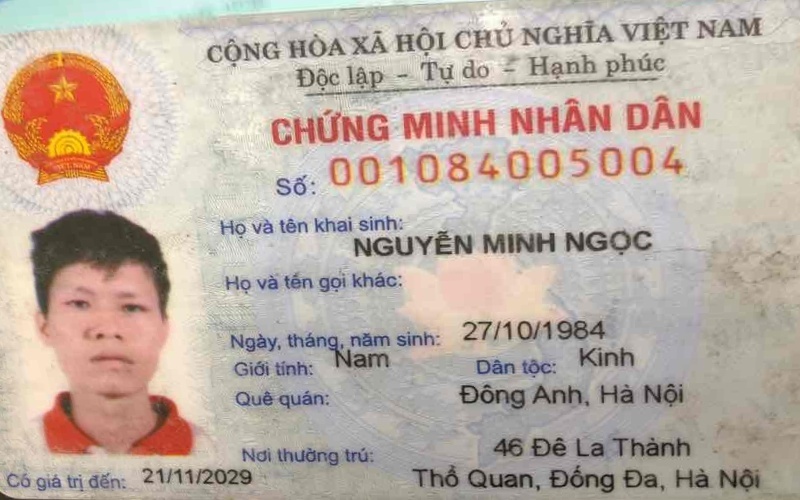 CỘNG HÒA XÃ HỘI CHỦ NGHĨA VIỆT NAM
Độc lập - Tự do - Hạnh phúc
CHỨNG MINH NHÂN DÂN
Số: 001084005004
Họ và tên khai sinh:
NGUYỄN MINH NGỌC
Họ và tên gọi khác:
Ngày, tháng, năm sinh: 27/10/1984
Giới tính: Nam Dân tộc: Kinh
Quê quán: Đông Anh, Hà Nội
Nơi thường trú: 46 Đê La Thành
Thổ Quan, Đống Đa, Hà Nội
Có giá trị đến: 21/11/2029